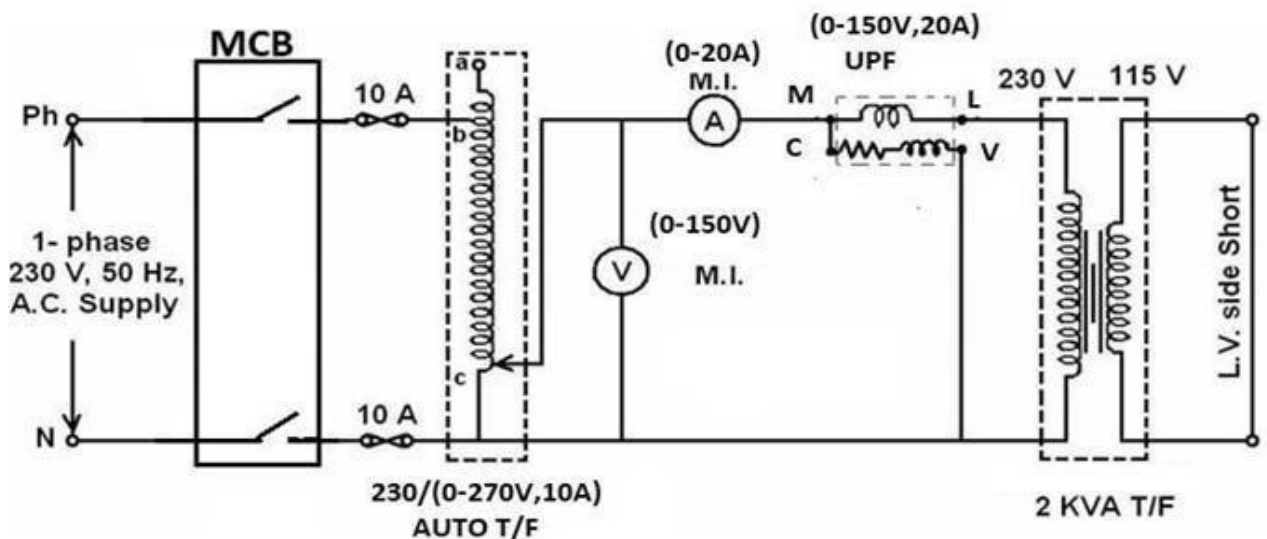 MCB
Ph
10 A
a
b
c
1- phase
230 V, 50 Hz,
A.C. Supply
N
10 A
230/(0-270V,10A)
AUTO T/F
(0-20A)
M.I.
A
(0-150V)
V
M.I.
(0-150V,20A)
UPF
M
L
C
V
230 V
115 V
L.V. side Short
2 KVA T/F